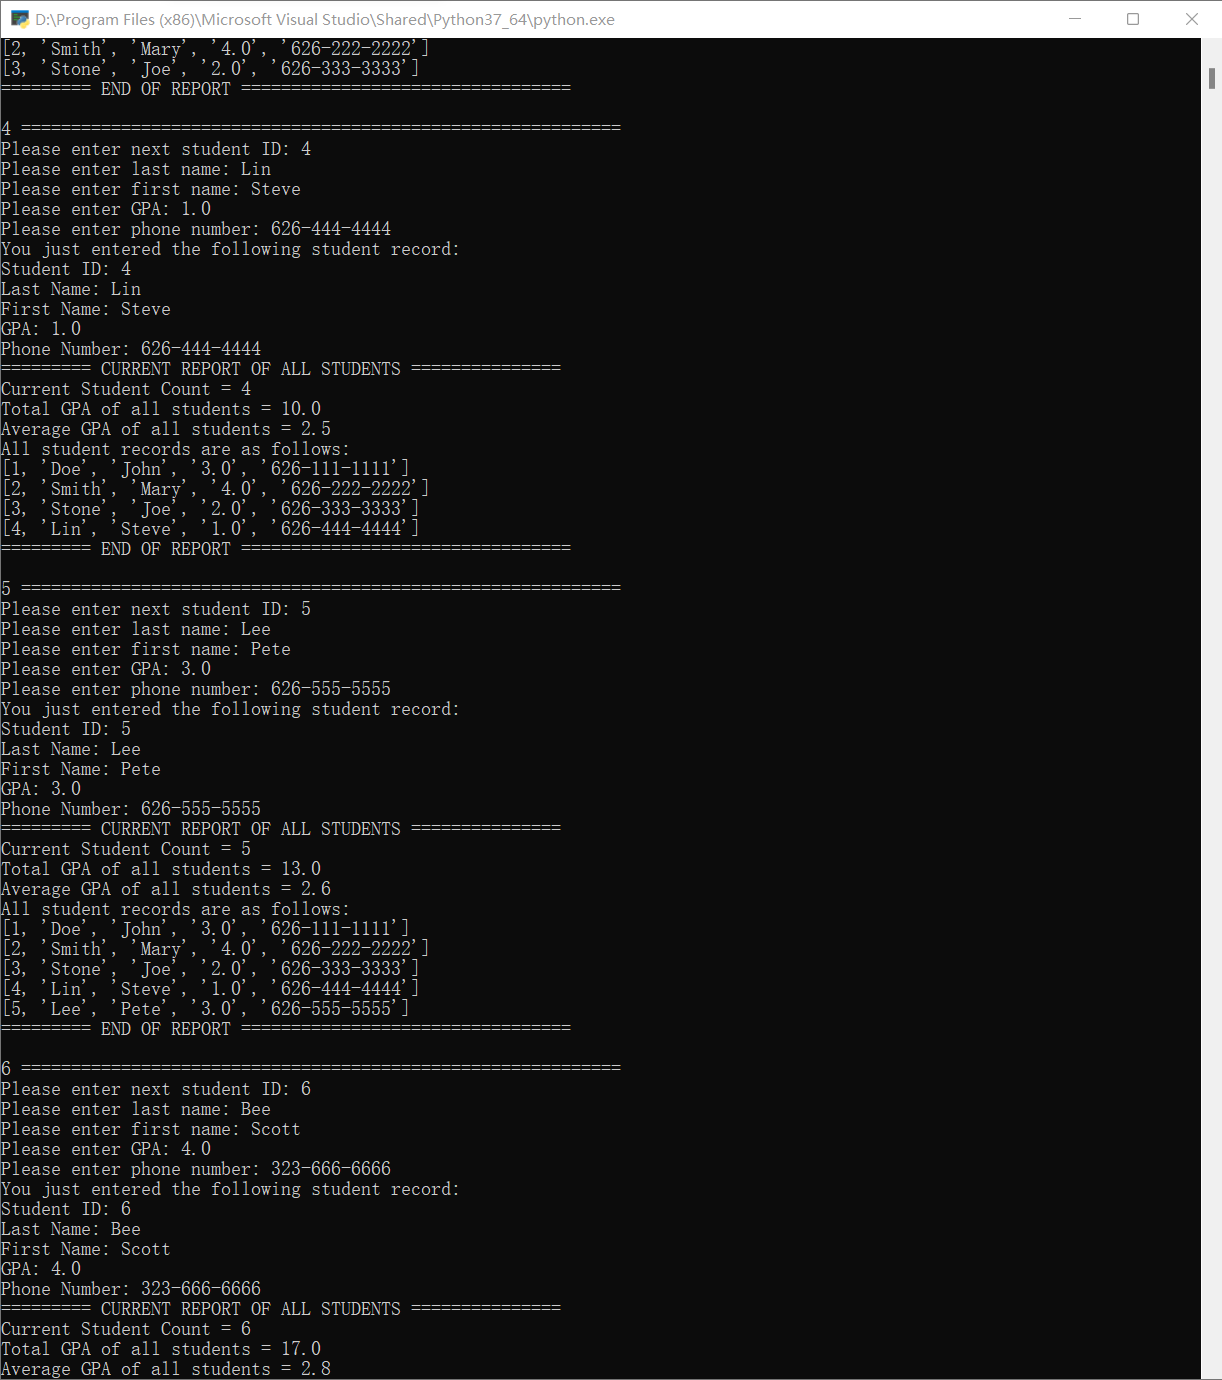 D:\Program Files (x86)\Microsoft Visual Studio\Shared\Python37_64\python.exe
[2, 'Smith', 'Mary', '4.0', '626-222-2222']
[3, 'Stone', 'Joe', '2.0', '626-333-3333']
========= END OF REPORT =================================
4 ============================================================
Please enter next student ID: 4
Please enter last name: Lin
Please enter first name: Steve
Please enter GPA: 1.0
Please enter phone number: 626-444-4444
You just entered the following student record:
Student ID: 4
Last Name: Lin
First Name: Steve
GPA: 1.0
Phone Number: 626-444-4444
========= CURRENT REPORT OF ALL STUDENTS ===============
Current Student Count = 4
Total GPA of all students = 10.0
Average GPA of all students = 2.5
All student records are as follows:
[1, 'Doe', 'John', '3.0', '626-111-1111']
[2, 'Smith', 'Mary', '4.0', '626-222-2222']
[3, 'Stone', 'Joe', '2.0', '626-333-3333']
[4, 'Lin', 'Steve', '1.0', '626-444-4444']
========= END OF REPORT =================================
5 ============================================================
Please enter next student ID: 5
Please enter last name: Lee
Please enter first name: Pete
Please enter GPA: 3.0
Please enter phone number: 626-555-5555
You just entered the following student record:
Student ID: 5
Last Name: Lee
First Name: Pete
GPA: 3.0
Phone Number: 626-555-5555
========= CURRENT REPORT OF ALL STUDENTS ===============
Current Student Count = 5
Total GPA of all students = 13.0
Average GPA of all students = 2.6
All student records are as follows:
[1, 'Doe', 'John', '3.0', '626-111-1111']
[2, 'Smith', 'Mary', '4.0', '626-222-2222']
[3, 'Stone', 'Joe', '2.0', '626-333-3333']
[4, 'Lin', 'Steve', '1.0', '626-444-4444']
[5, 'Lee', 'Pete', '3.0', '626-555-5555']
========= END OF REPORT =================================
6 ============================================================
Please enter next student ID: 6
Please enter last name: Bee
Please enter first name: Scott
Please enter GPA: 4.0
Please enter phone number: 323-666-6666
You just entered the following student record:
Student ID: 6
Last Name: Bee
First Name: Scott
GPA: 4.0
Phone Number: 323-666-6666
========= CURRENT REPORT OF ALL STUDENTS ===============
Current Student Count = 6
Total GPA of all students = 17.0
Average GPA of all students = 2.8